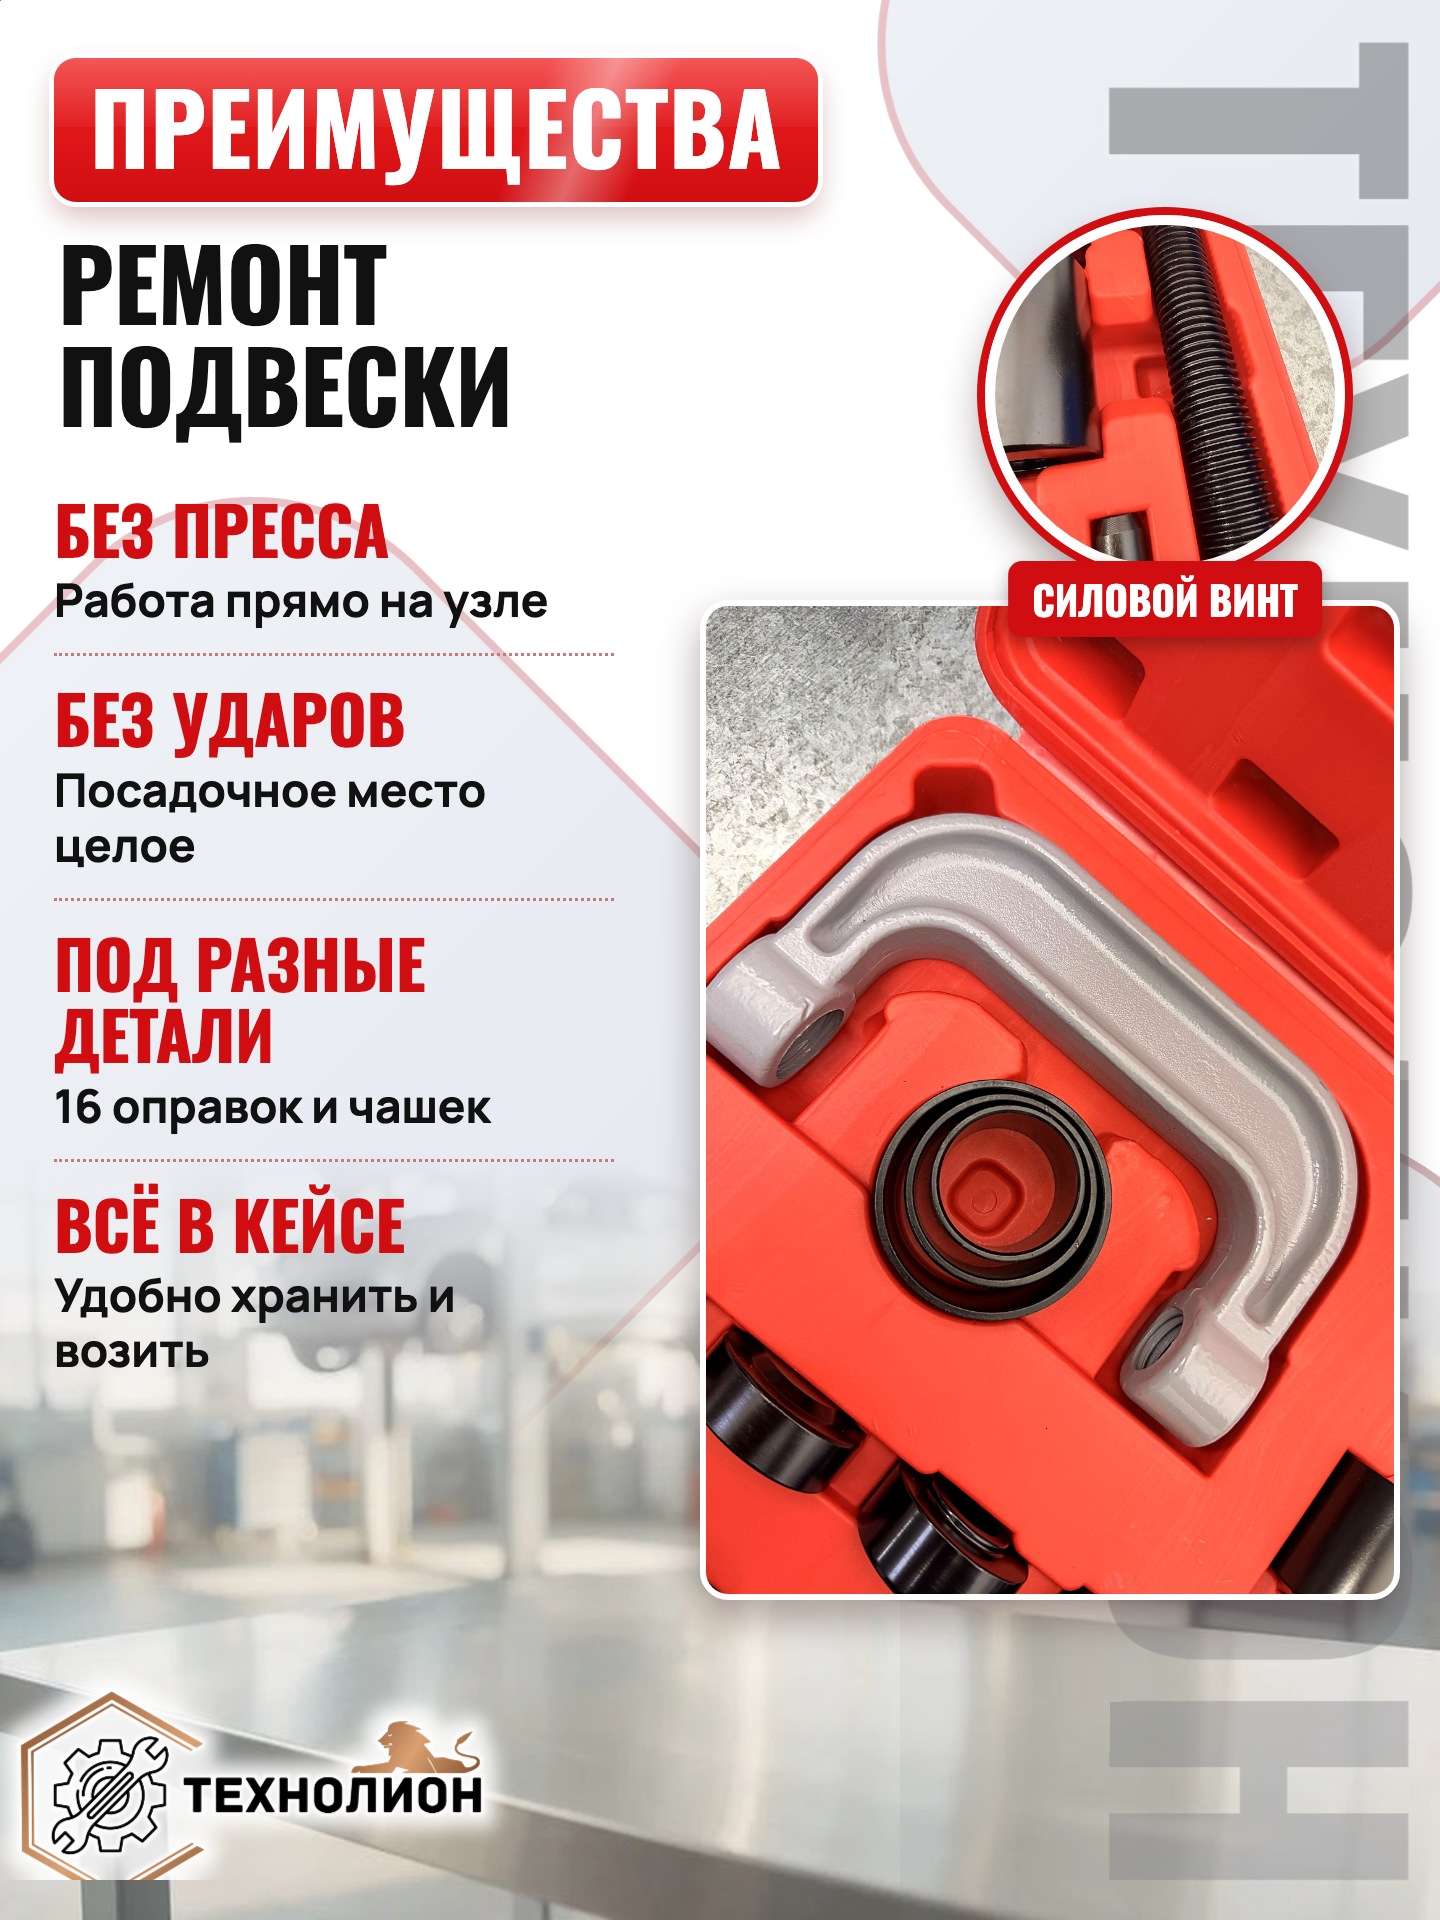 ПРЕИМУЩЕСТВА
РЕМОНТ
ПОДВЕСКИ
БЕЗ ПРЕССА
Работа прямо на узле
БЕЗ УДАРОВ
Посадочное место
целое
ПОД РАЗНЫЕ
ДЕТАЛИ
16 оправок и чашек
ВСЁ В КЕЙСЕ
Удобно хранить и
возить
СИЛОВОЙ ВИНТ
ТЕХНОЛИОН